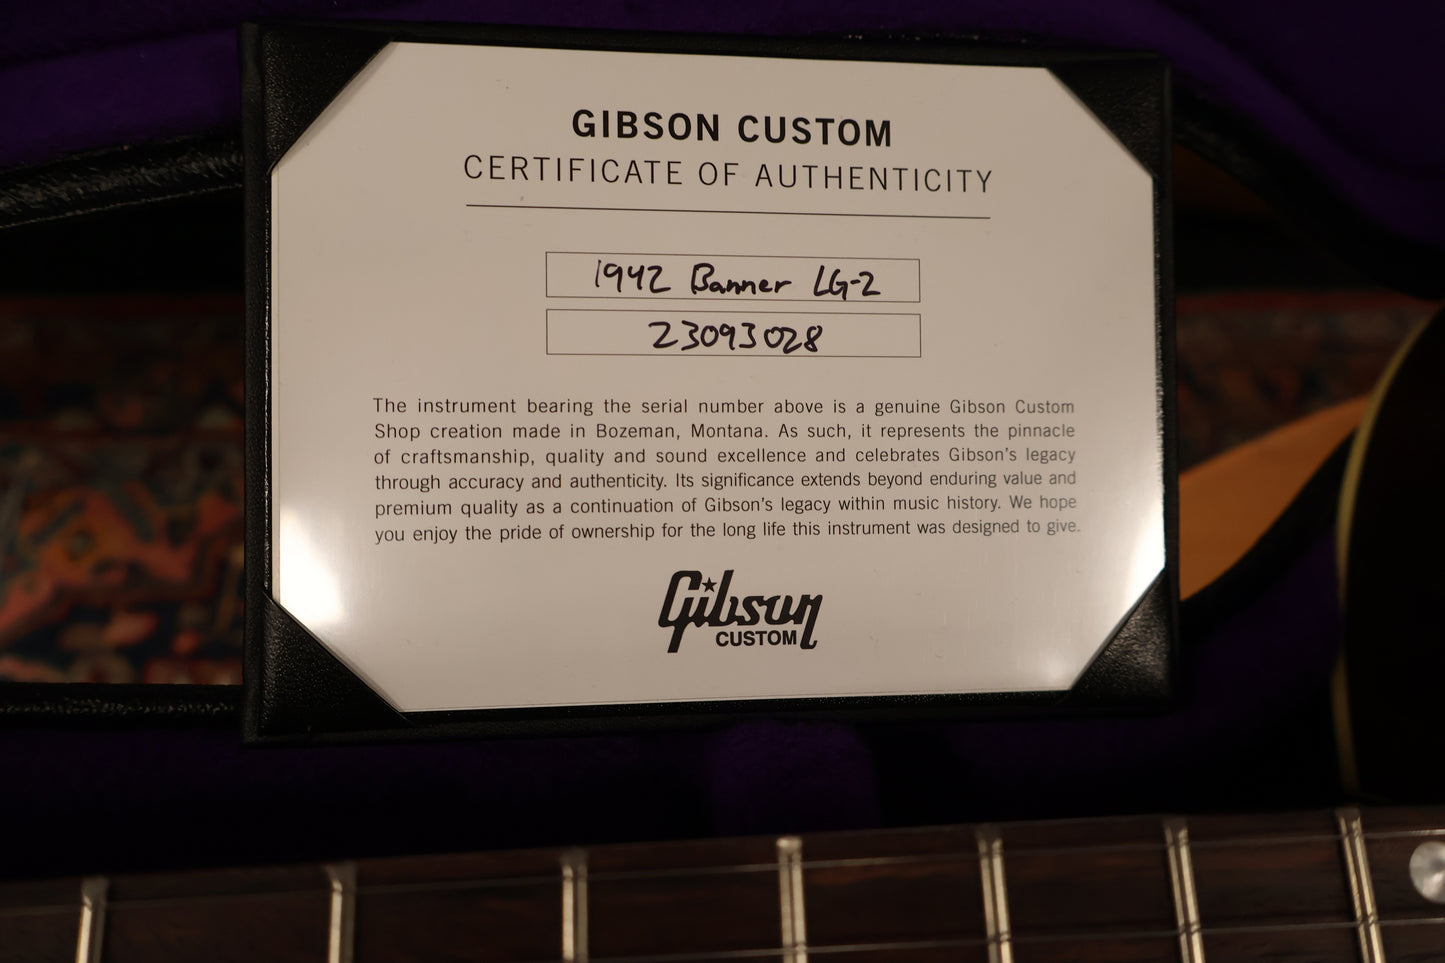 GIBSON CUSTOM
CERTIFICATE OF AUTHENTICITY
1942 Banner LG-2
23093028
The instrument bearing the serial number above is a genuine Gibson Custom
Shop creation made in Bozeman, Montana. As such, it represents the pinnacle
of craftsmanship, quality and sound excellence and celebrates Gibson's legacy
through accuracy and authenticity. Its significance extends beyond enduring value and
premium quality as a continuation of Gibson's legacy within music history. We hope
you enjoy the pride of ownership for the long life this instrument was designed to give.
Gibson
CUSTOM